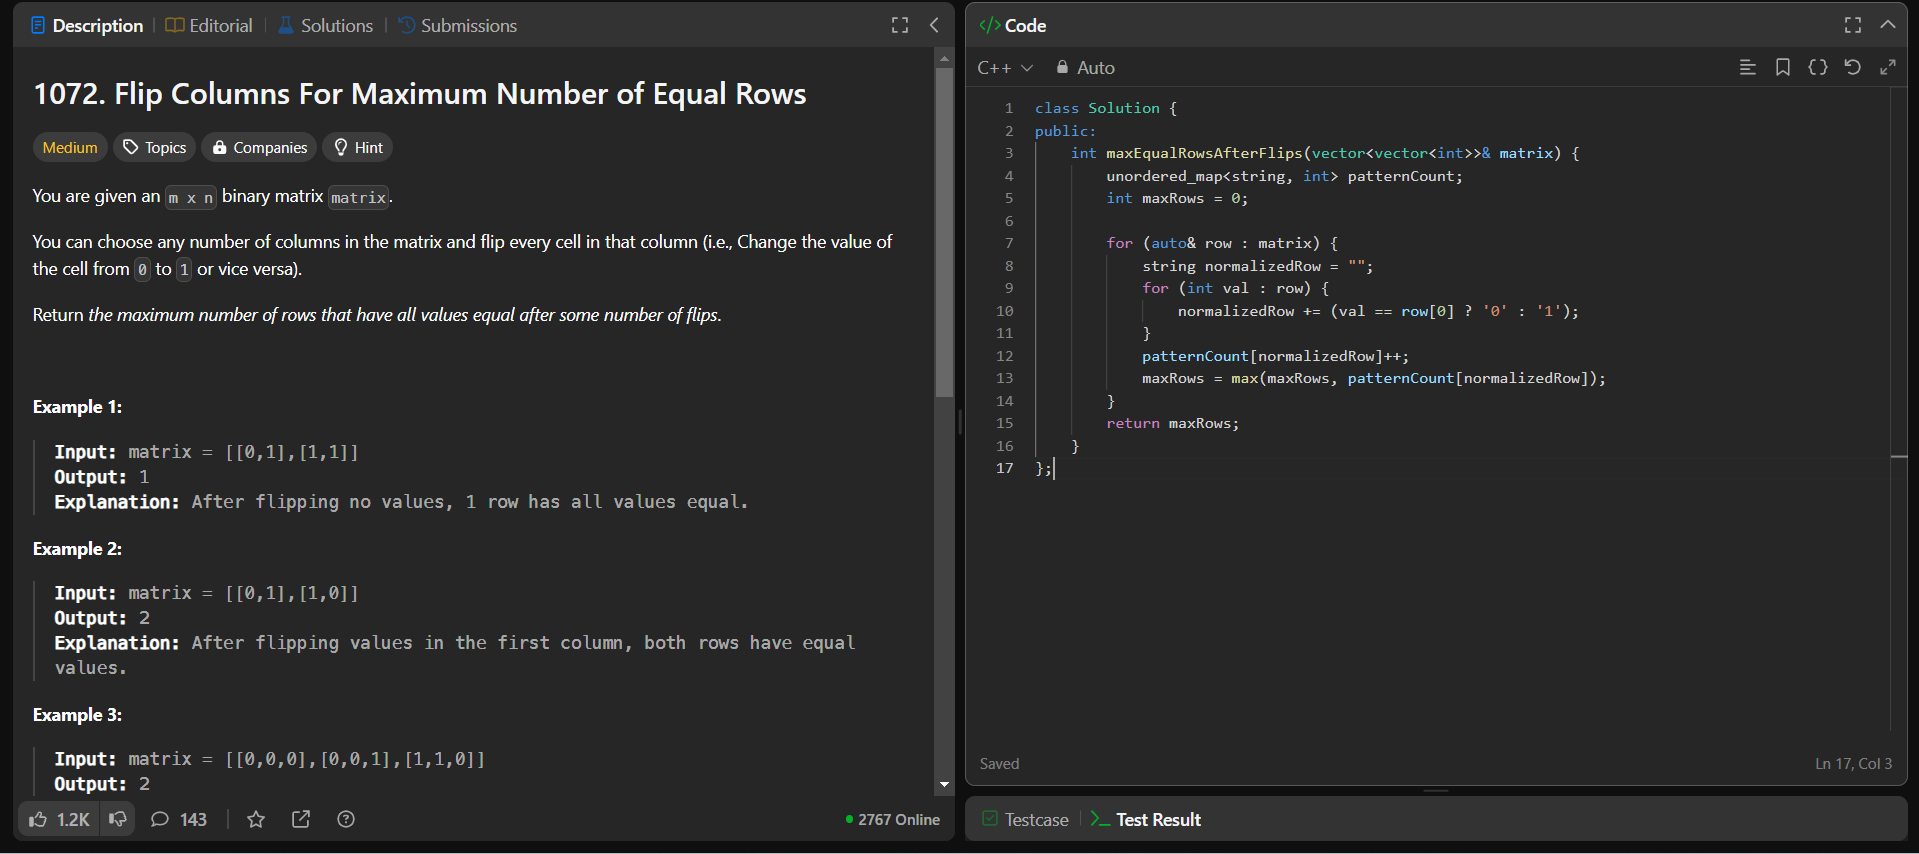 Description
Editorial
Solutions
Submissions
1072. Flip Columns For Maximum Number of Equal Rows
Medium
Topics
Companies
Hint
You are given an m x n binary matrix matrix.
You can choose any number of columns in the matrix and flip every cell in that column (i.e., Change the value of
the cell from 0 to 1 or vice versa).
Return the maximum number of rows that have all values equal after some number of flips.
Example 1:
Input: matrix = [[0,1],[1,1]]
Output: 1
Explanation: After flipping no values, 1 row has all values equal.
Example 2:
Input: matrix = [[0,1],[1,0]]
Output: 2
Explanation: After flipping values in the first column, both rows have equal
values.
Example 3:
Input: matrix = [[0,0,0],[0,0,1],[1,1,0]]
Output: 2
1.2K
143
2767 Online
</> Code
C++
Auto
1 class Solution {
2 public:
3     int maxEqualRowsAfterFlips(vector<vector<int>>& matrix) {
4         unordered_map<string, int> patternCount;
5         int maxRows = 0;
6
7         for (auto& row : matrix) {
8             string normalizedRow = "";
9             for (int val : row) {
10                 normalizedRow += (val == row[0] ? '0' : '1');
11             }
12             patternCount[normalizedRow]++;
13             maxRows = max(maxRows, patternCount[normalizedRow]);
14         }
15         return maxRows;
16     }
17 };
Saved
Ln 17, Col 3
Testcase
Test Result